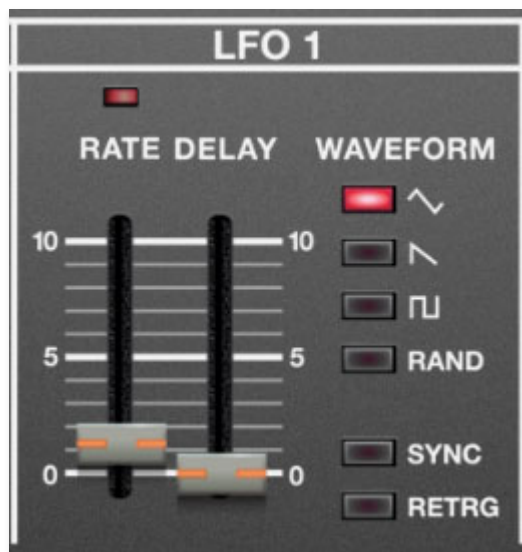 LFO 1
RATE DELAY WAVEFORM
10 10
5 5
RAND
0 0
SYNC
RETRG